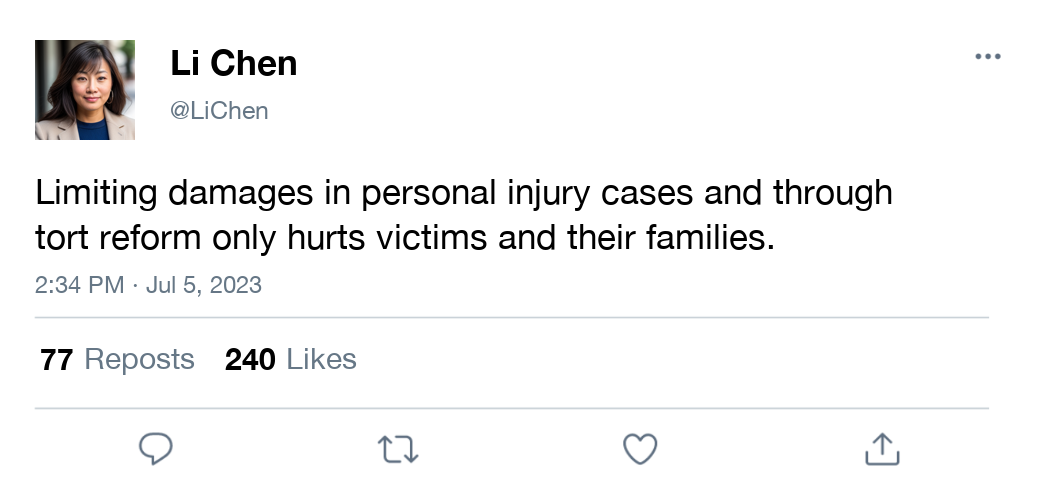 Li Chen
@LiChen
Limiting damages in personal injury cases and through
tort reform only hurts victims and their families.
2:34 PM · Jul 5, 2023
77 Reposts 240 Likes